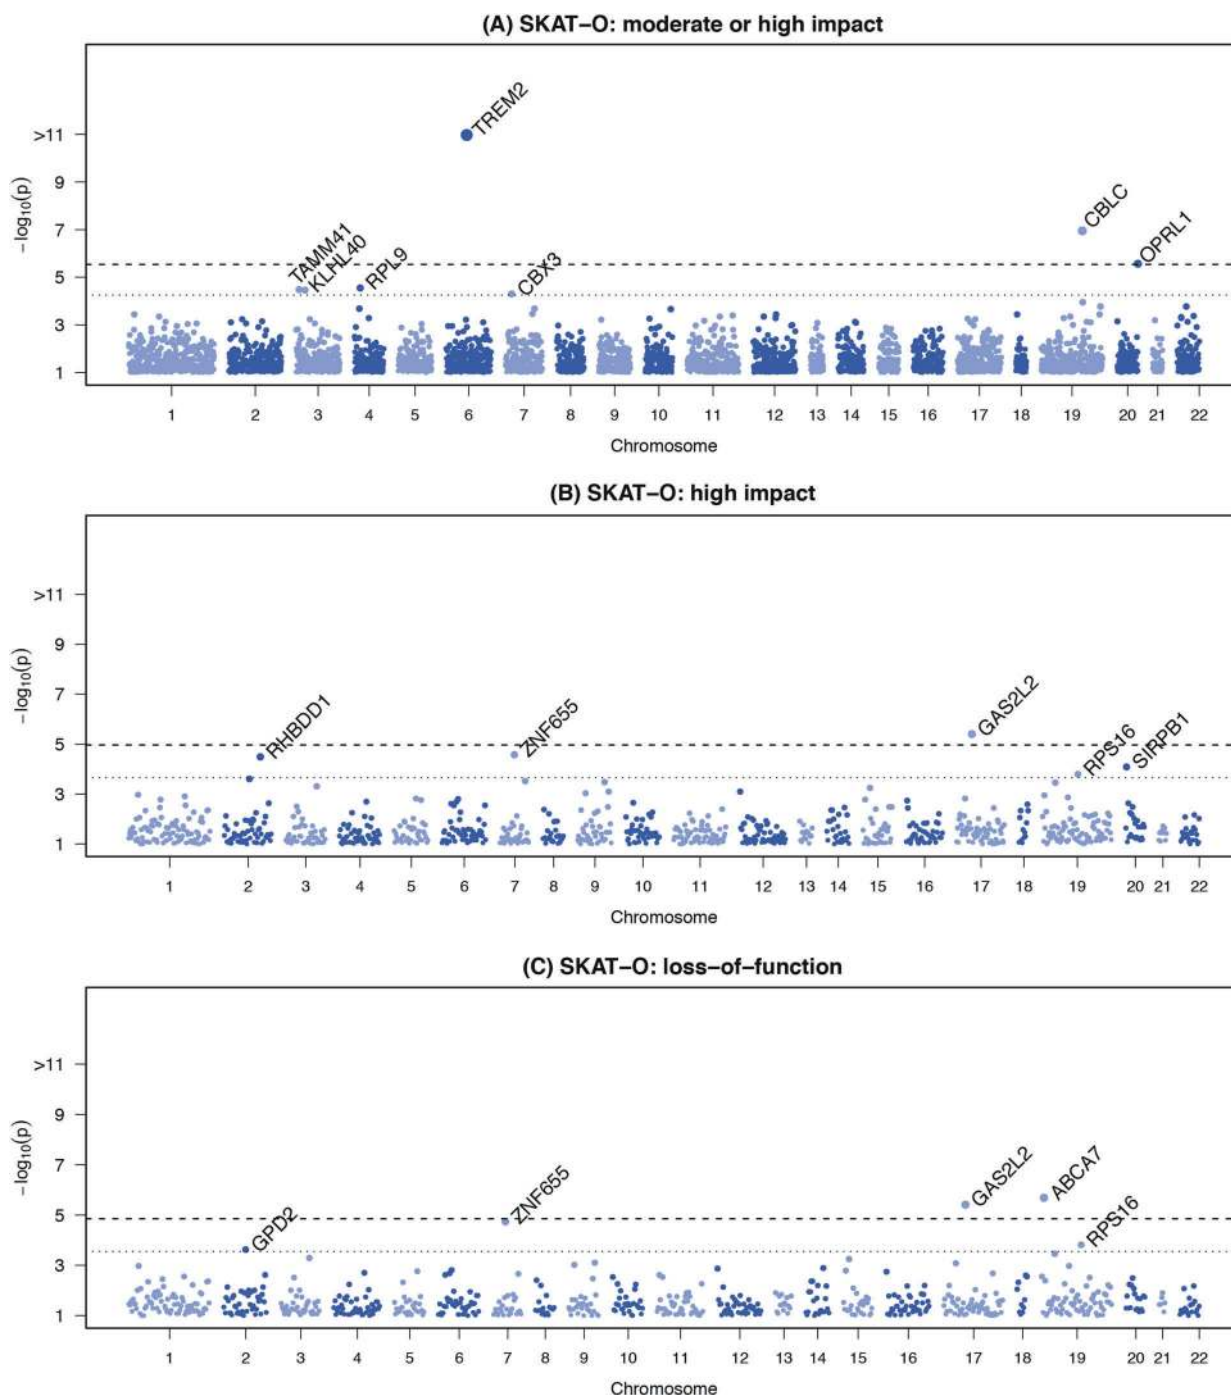 (A) SKAT–O: moderate or high impact
−log10(p)
>11
9
7
5
3
1
TREM2
CBLC
OPRL1
TAMM41
KLHL40
RPL9
CBX3
1 2 3 4 5 6 7 8 9 10 11 12 13 14 15 16 17 18 19 20 21 22
Chromosome
(B) SKAT–O: high impact
−log10(p)
>11
9
7
5
3
1
RHBDD1
ZNF655
GAS2L2
RPS16
SIRPB1
1 2 3 4 5 6 7 8 9 10 11 12 13 14 15 16 17 18 19 20 21 22
Chromosome
(C) SKAT–O: loss–of–function
−log10(p)
>11
9
7
5
3
1
GPD2
ZNF655
GAS2L2
ABCA7
RPS16
1 2 3 4 5 6 7 8 9 10 11 12 13 14 15 16 17 18 19 20 21 22
Chromosome